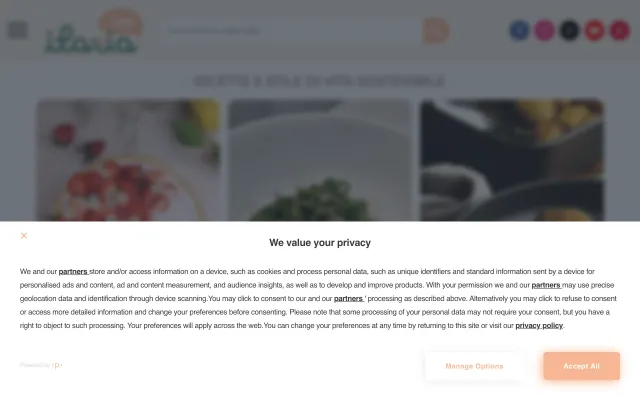 ilaria
RICETTE E STILE DI VITA SOSTENIBILE
We value your privacy
We and our partners store and/or access information on a device, such as cookies and process personal data, such as unique identifiers and standard information sent by a device for
personalised ads and content, ad and content measurement, and audience insights, as well as to develop and improve products. With your permission we and our partners may use precise
geolocation data and identification through device scanning.You may click to consent to our and our partners ' processing as described above. Alternatively you may click to refuse to consent
or access more detailed information and change your preferences before consenting. Please note that some processing of your personal data may not require your consent, but you have a
right to object to such processing. Your preferences will apply across the web.You can change your preferences at any time by returning to this site or visit our privacy policy.
Powered by
Manage Options
Accept All